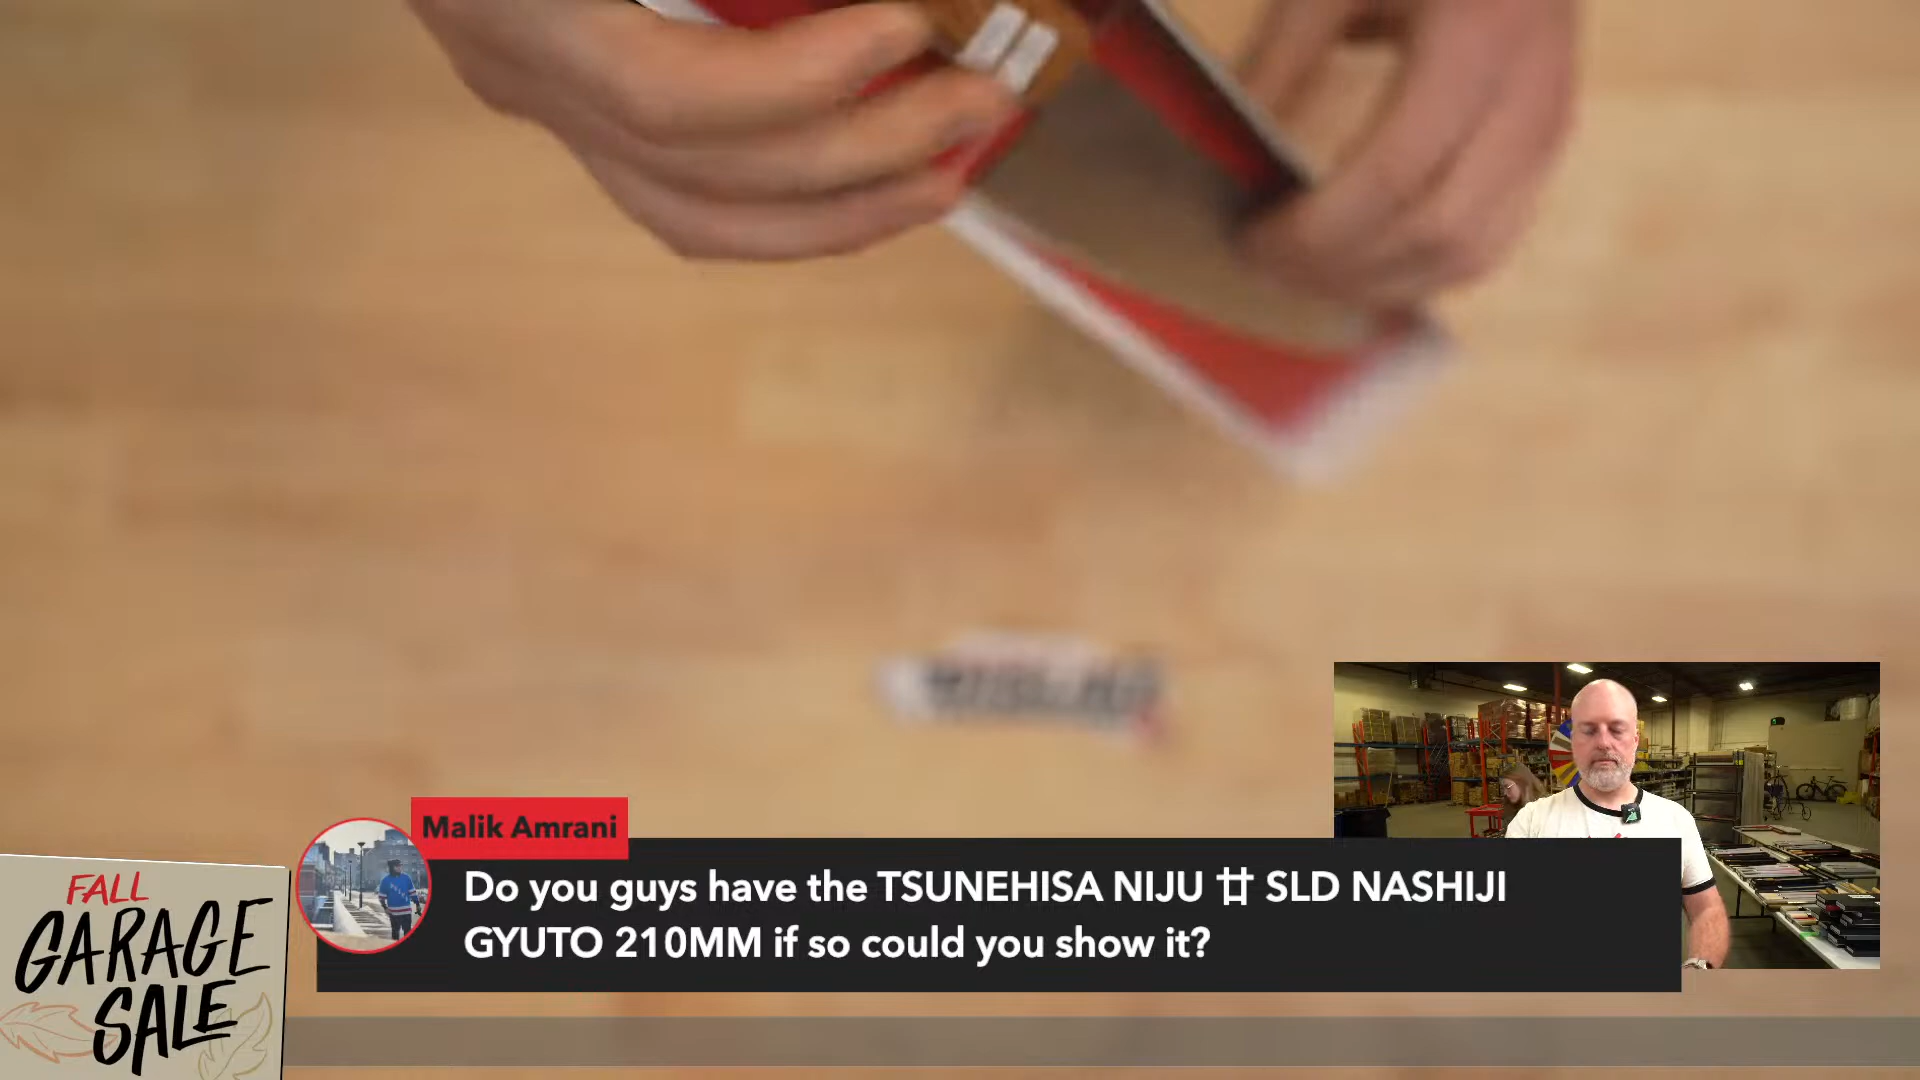 Malik Amrani
Do you guys have the TSUNEHISA NIJU 廿 SLD NASHIJI
GYUTO 210MM if so could you show it?
FALL
GARAGE
SALE